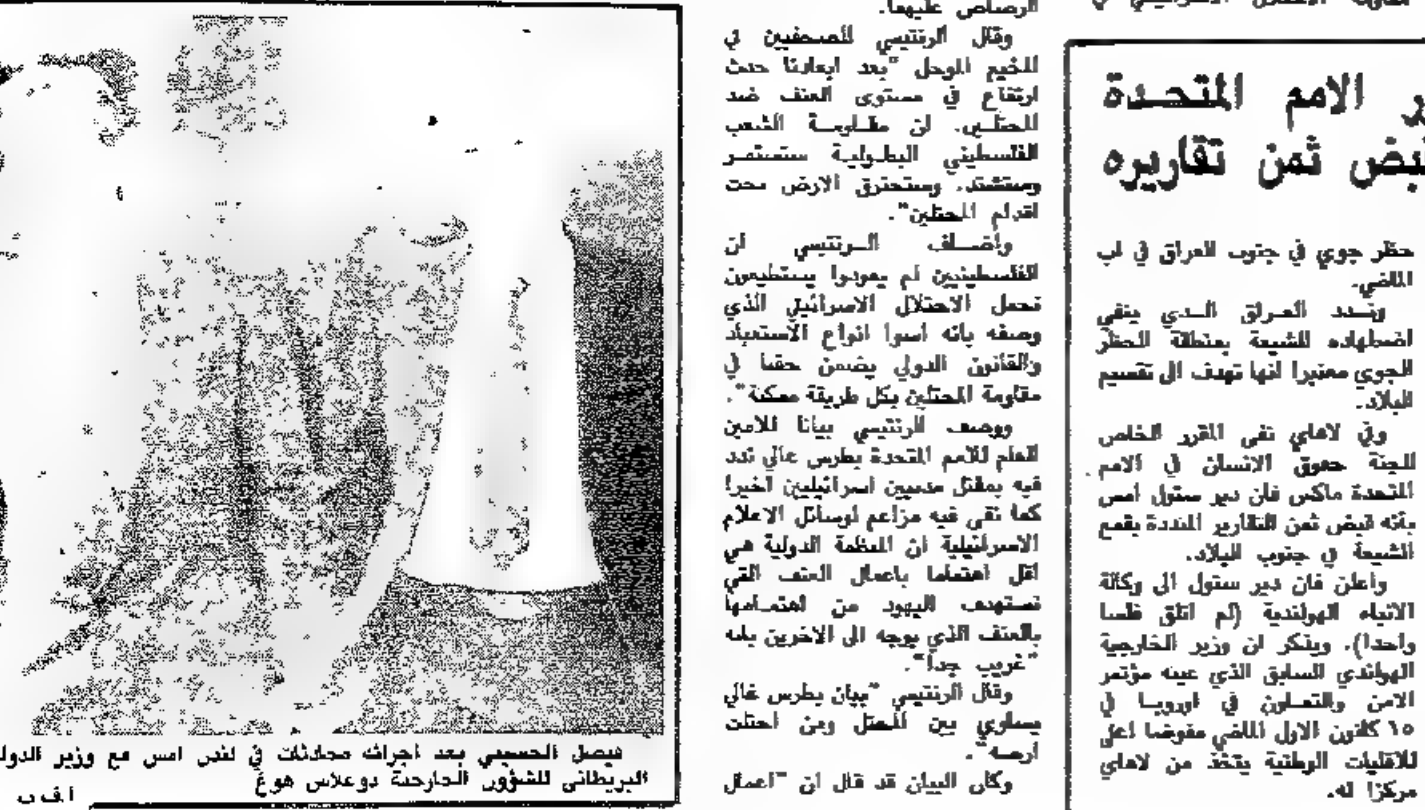 الرصاص عليهما.
وقال الرنتيسي للصحفيين في
المخيم الموحل "بعد ابعادنا حدث
ارتفاع في مستوى العنف ضد
المحتلين. ان مقاومة الشعب
الفلسطيني البطولية ستستمر
وستشتد. وستحترق الارض تحت
اقدام المحتلين".
واضاف الرنتيسي ان
الفلسطينيين لم يعودوا يستطيعون
تحمل الاحتلال الاسرائيلي الذي
وصفه بانه اسوا انواع الاستعباد
والقانون الدولي يضمن حقنا في
مقاومة المحتلين بكل طريقة ممكنة".
ووصف الرنتيسي بيانا للامين
العام للامم المتحدة بطرس غالي ندد
فيه بمقتل مدنيين اسرائيليين اخيرا
كما نفى فيه مزاعم لوسائل الاعلام
الاسرائيلية ان المنظمة الدولية هي
اقل اهتماما باعمال العنف التي
تستهدف اليهود من اهتمامها
بالعنف الذي يوجه الى الاخرين بانه
"غريب جدا".
وقال الرنتيسي "بيان بطرس غالي
يساوي بين المحتل ومن احتلت
ارضه".
وكان البيان قد قال ان "اعمال
ر الامم المتحدة
قبض ثمن تقاريره
حظر جوي في جنوب العراق في اب
الماضي.
وندد العراق الذي ينفي
اضطهاده للشيعة بمنطقة الحظر
الجوي معتبرا انها تهدف الى تقسيم
البلاد.
وفي لاهاي نفى المقرر الخاص
للجنة حقوق الانسان في الامم
المتحدة ماكس فان دير ستول امس
بانه قبض ثمن التقارير المنددة بقمع
الشيعة في جنوب البلاد.
واعلن فان دير ستول الى وكالة
الانباء الهولندية (لم اتلق فلسا
واحدا). ويذكر ان وزير الخارجية
الهولندي السابق الذي عينه مؤتمر
الامن والتعاون في اوروبا في
١٥ كانون الاول الماضي مفوضا اعلى
للاقليات الوطنية يتخذ من لاهاي
مركزا له.
فيصل الحسيني بعد اجرائه محادثات في لندن امس مع وزير الدولة
البريطاني للشؤون الخارجية دوغلاس هوغ
أ ف ب